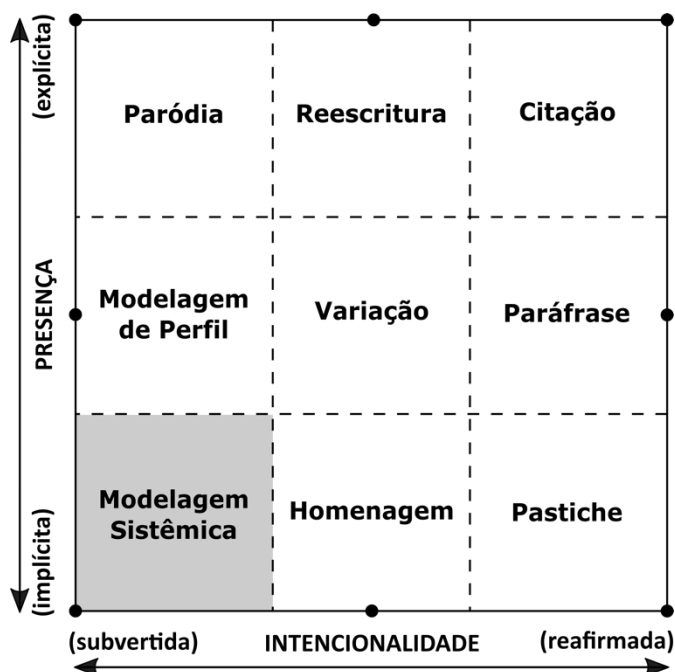 (explícita)
Paródia
Reescritura
Citação
PRESENÇA
Modelagem
de Perfil
Variação
Paráfrase
Modelagem
Sistêmica
Homenagem
Pastiche
(implícita)
(subvertida)
INTENCIONALIDADE
(reafirmada)